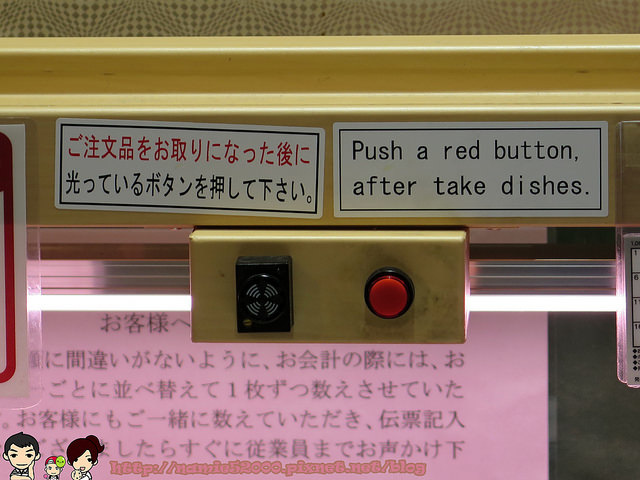 ご注文品をお取りになった後に
光っているボタンを押して下さい。
Push a red button,
after take dishes.
お客様へ
に間違いがないように、お会計の際には、お
ごとに並べ替えて1枚ずつ数えさせていた
。お客様にもご一緒に数えていただき、伝票記入
したらすぐに従業員までお声かけ下
http://namiuti2000.pixnet.net/blog